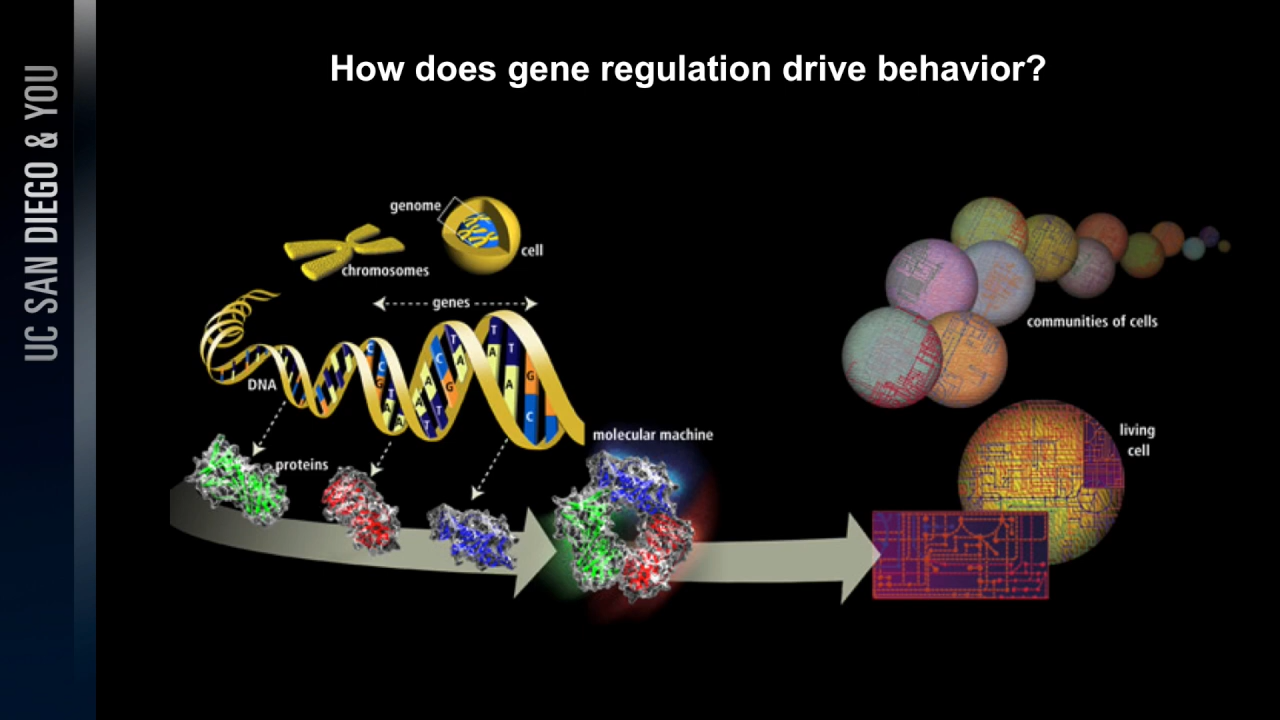 UC SAN DIEGO & YOU
How does gene regulation drive behavior?
genome
cell
chromosomes
genes
DNA
C
C
G
T
A
A
A
T
C
A
G
T
T
A
T
A
T
A
G
C
proteins
molecular machine
communities of cells
living
cell